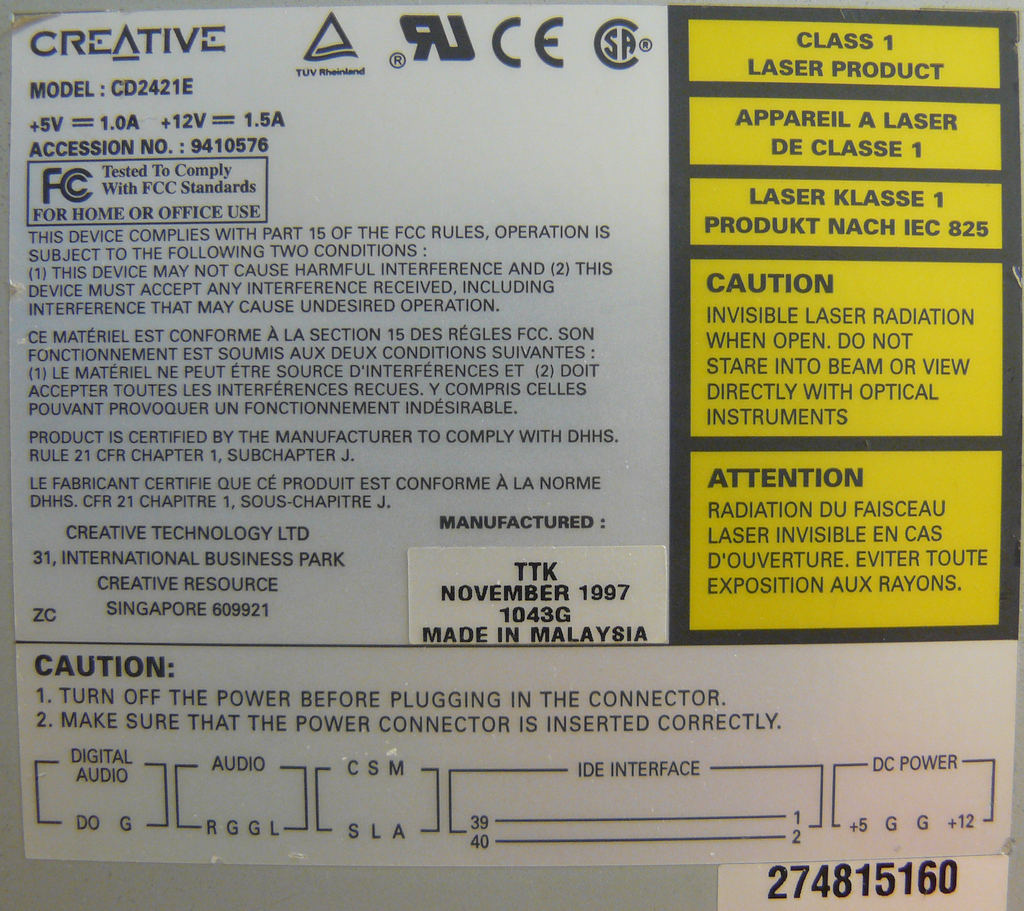 CREATIVE
TÜV Rheinland
® RU CE SA ®
MODEL : CD2421E
+5V ⎓ 1.0A +12V ⎓ 1.5A
ACCESSION NO. : 9410576
FC Tested To Comply
With FCC Standards
FOR HOME OR OFFICE USE
THIS DEVICE COMPLIES WITH PART 15 OF THE FCC RULES, OPERATION IS
SUBJECT TO THE FOLLOWING TWO CONDITIONS :
(1) THIS DEVICE MAY NOT CAUSE HARMFUL INTERFERENCE AND (2) THIS
DEVICE MUST ACCEPT ANY INTERFERENCE RECEIVED, INCLUDING
INTERFERENCE THAT MAY CAUSE UNDESIRED OPERATION.
CE MATÉRIEL EST CONFORME À LA SECTION 15 DES RÉGLES FCC. SON
FONCTIONNEMENT EST SOUMIS AUX DEUX CONDITIONS SUIVANTES :
(1) LE MATÉRIEL NE PEUT ÉTRE SOURCE D'INTERFÉRENCES ET (2) DOIT
ACCEPTER TOUTES LES INTERFÉRENCES RECUES. Y COMPRIS CELLES
POUVANT PROVOQUER UN FONCTIONNEMENT INDÉSIRABLE.
PRODUCT IS CERTIFIED BY THE MANUFACTURER TO COMPLY WITH DHHS.
RULE 21 CFR CHAPTER 1, SUBCHAPTER J.
LE FABRICANT CERTIFIE QUE CÉ PRODUIT EST CONFORME À LA NORME
DHHS. CFR 21 CHAPITRE 1, SOUS-CHAPITRE J.
CREATIVE TECHNOLOGY LTD
31, INTERNATIONAL BUSINESS PARK
CREATIVE RESOURCE
SINGAPORE 609921
ZC
MANUFACTURED :
TTK
NOVEMBER 1997
1043G
MADE IN MALAYSIA
CLASS 1
LASER PRODUCT
APPAREIL A LASER
DE CLASSE 1
LASER KLASSE 1
PRODUKT NACH IEC 825
CAUTION
INVISIBLE LASER RADIATION
WHEN OPEN. DO NOT
STARE INTO BEAM OR VIEW
DIRECTLY WITH OPTICAL
INSTRUMENTS
ATTENTION
RADIATION DU FAISCEAU
LASER INVISIBLE EN CAS
D'OUVERTURE. EVITER TOUTE
EXPOSITION AUX RAYONS.
CAUTION:
1. TURN OFF THE POWER BEFORE PLUGGING IN THE CONNECTOR.
2. MAKE SURE THAT THE POWER CONNECTOR IS INSERTED CORRECTLY.
DIGITAL
AUDIO
DO G
AUDIO
R G G L
C S M
S L A
IDE INTERFACE
39 1
40 2
DC POWER
+5 G G +12
274815160